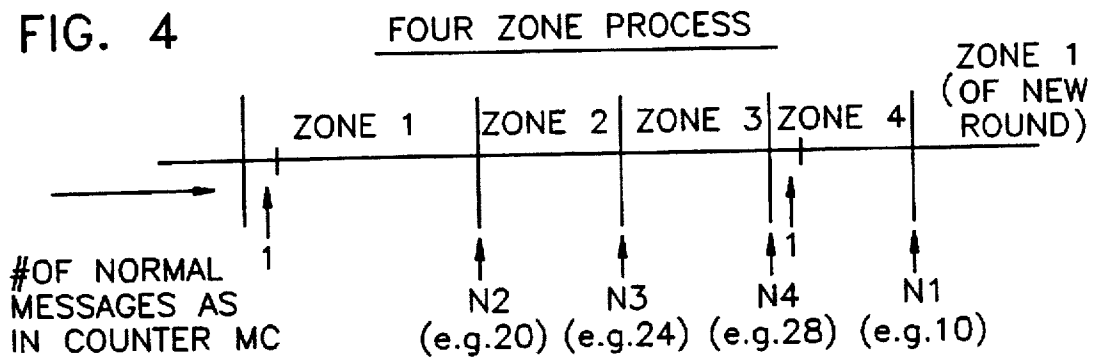 FIG. 4
FOUR ZONE PROCESS
ZONE 1
ZONE 2
ZONE 3
ZONE 4
ZONE 1
(OF NEW
ROUND)
1
1
#OF NORMAL
MESSAGES AS
IN COUNTER MC
N2
(e.g.20)
N3
(e.g.24)
N4
(e.g.28)
N1
(e.g.10)